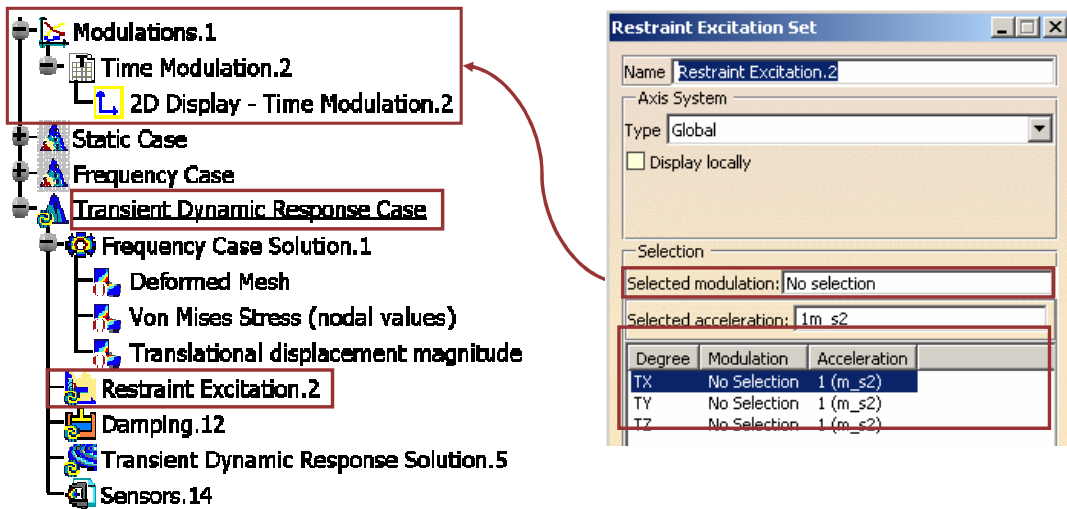 Modulations.1
Time Modulation.2
2D Display - Time Modulation.2
Static Case
Frequency Case
Transient Dynamic Response Case
Frequency Case Solution.1
Deformed Mesh
Von Mises Stress (nodal values)
Translational displacement magnitude
Restraint Excitation.2
Damping.12
Transient Dynamic Response Solution.5
Sensors.14
Restraint Excitation Set
Name Restraint Excitation.2
Axis System
Type Global
Display locally
Selection
Selected modulation: No selection
Selected acceleration: 1m_s2
Degree Modulation Acceleration
TX No Selection 1 (m_s2)
TY No Selection 1 (m_s2)
TZ No Selection 1 (m_s2)